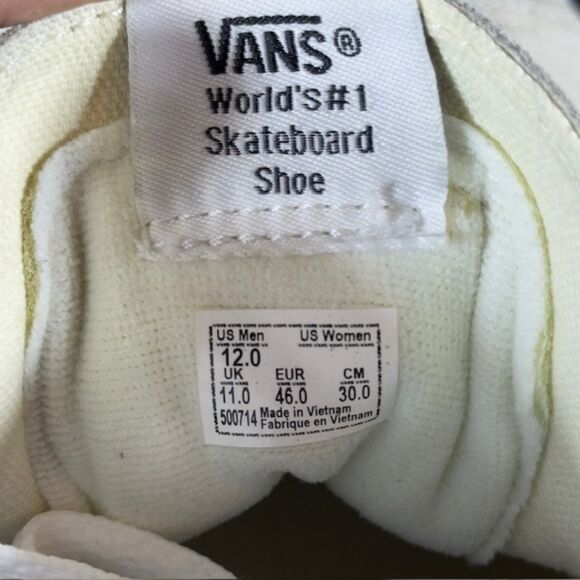 VANS®
World's #1
Skateboard
Shoe
US Men US Women
12.0
UK EUR CM
11.0 46.0 30.0
500714 Made in Vietnam
Fabrique en Vietnam